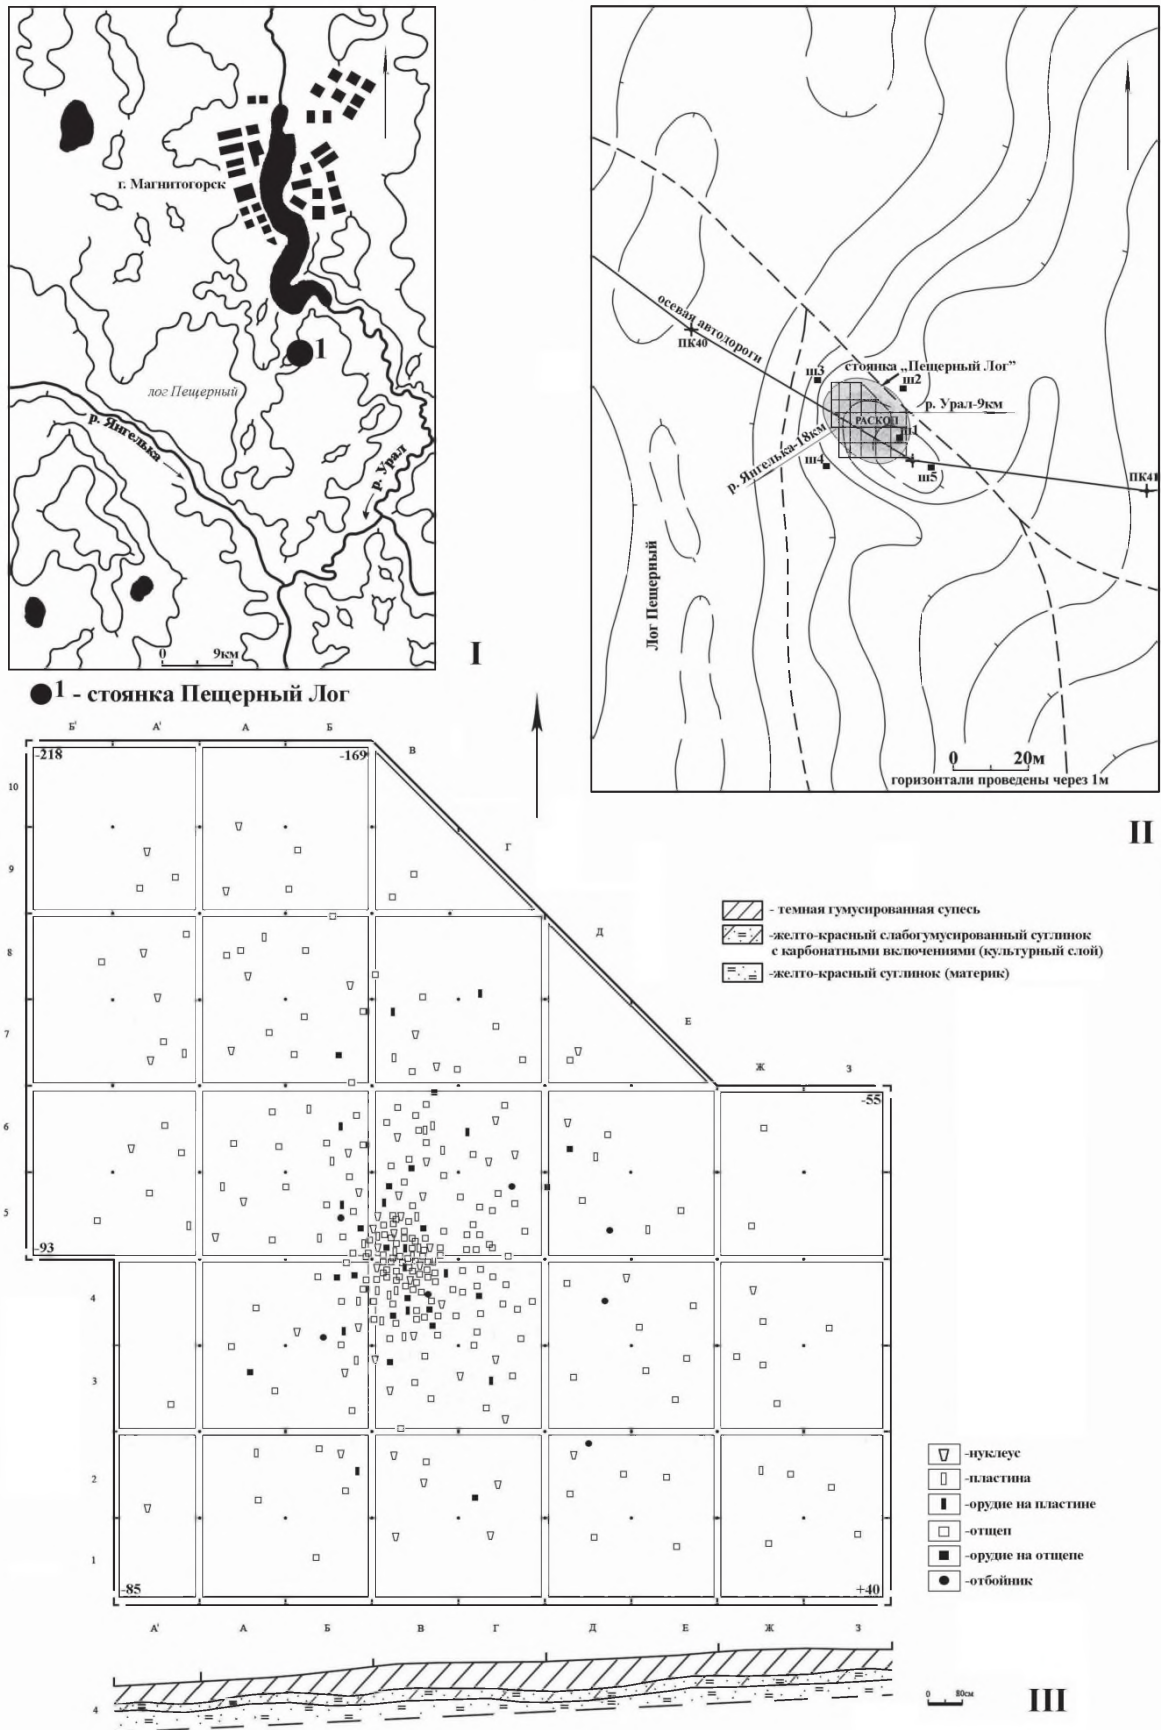 г. Магнитогорск
1
лог Пещерный
р. Янгелька
р. Урал
0 9км
I
1 - стоянка Пещерный Лог
осевая автодороги
ПК40
стоянка „Пещерный Лог”
ш3
ш2
р. Урал-9км
РАСКОП
ш1
р. Янгелька-18км
ш4
ш5
ПК41
Лог Пещерный
0 20м
горизонтали проведены через 1м
II
Б' А' А Б В
-218 -169
10
Г
9
Д
8
Е
7
Ж З
-55
6
5
-93
4
3
2
1
-85 +40
А' А Б В Г Д Е Ж З
4
- темная гумусированная супесь
-желто-красный слабогумусированный суглинок
с карбонатными включениями (культурный слой)
-желто-красный суглинок (материк)
-нуклеус
-пластина
-орудие на пластине
-отщеп
-орудие на отщепе
-отбойник
0 80см
III